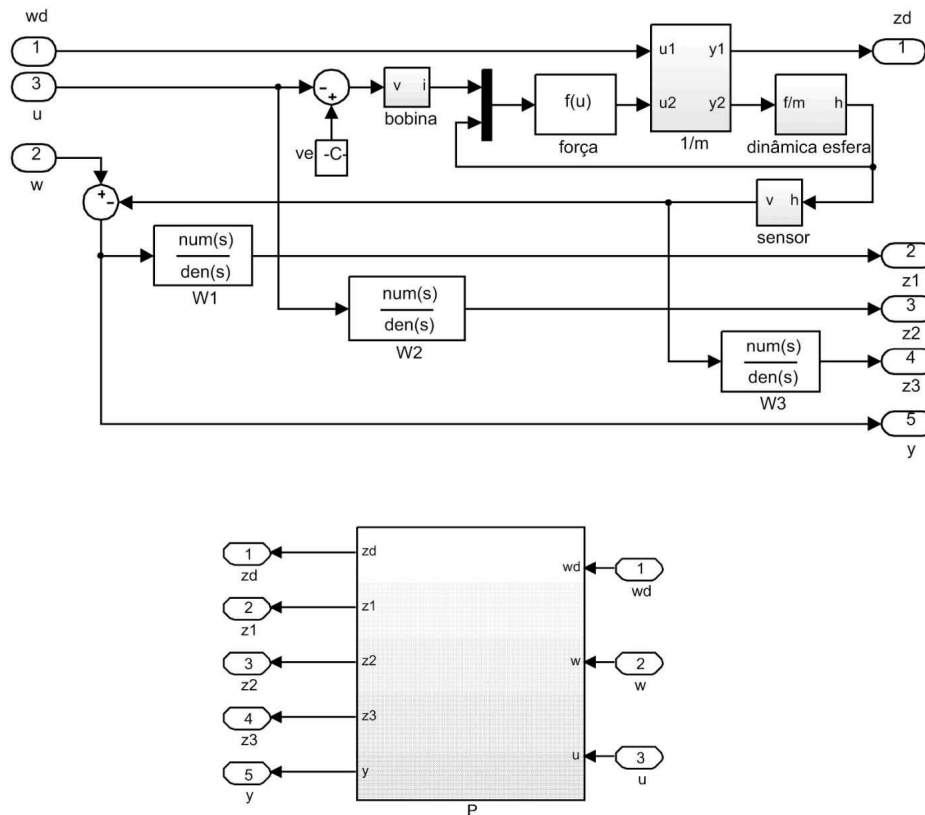 wd
zd
1
u1
y1
1
3
v
i
f(u)
u2
y2
f/m
h
u
bobina
ve
-C-
força
1/m
dinâmica esfera
2
w
v
h
sensor
num(s)
den(s)
W1
2
z1
num(s)
den(s)
W2
3
z2
num(s)
den(s)
W3
4
z3
5
y
1
zd
zd
wd
1
wd
2
z1
z1
3
z2
z2
w
2
w
4
z3
z3
5
y
y
u
3
u
P